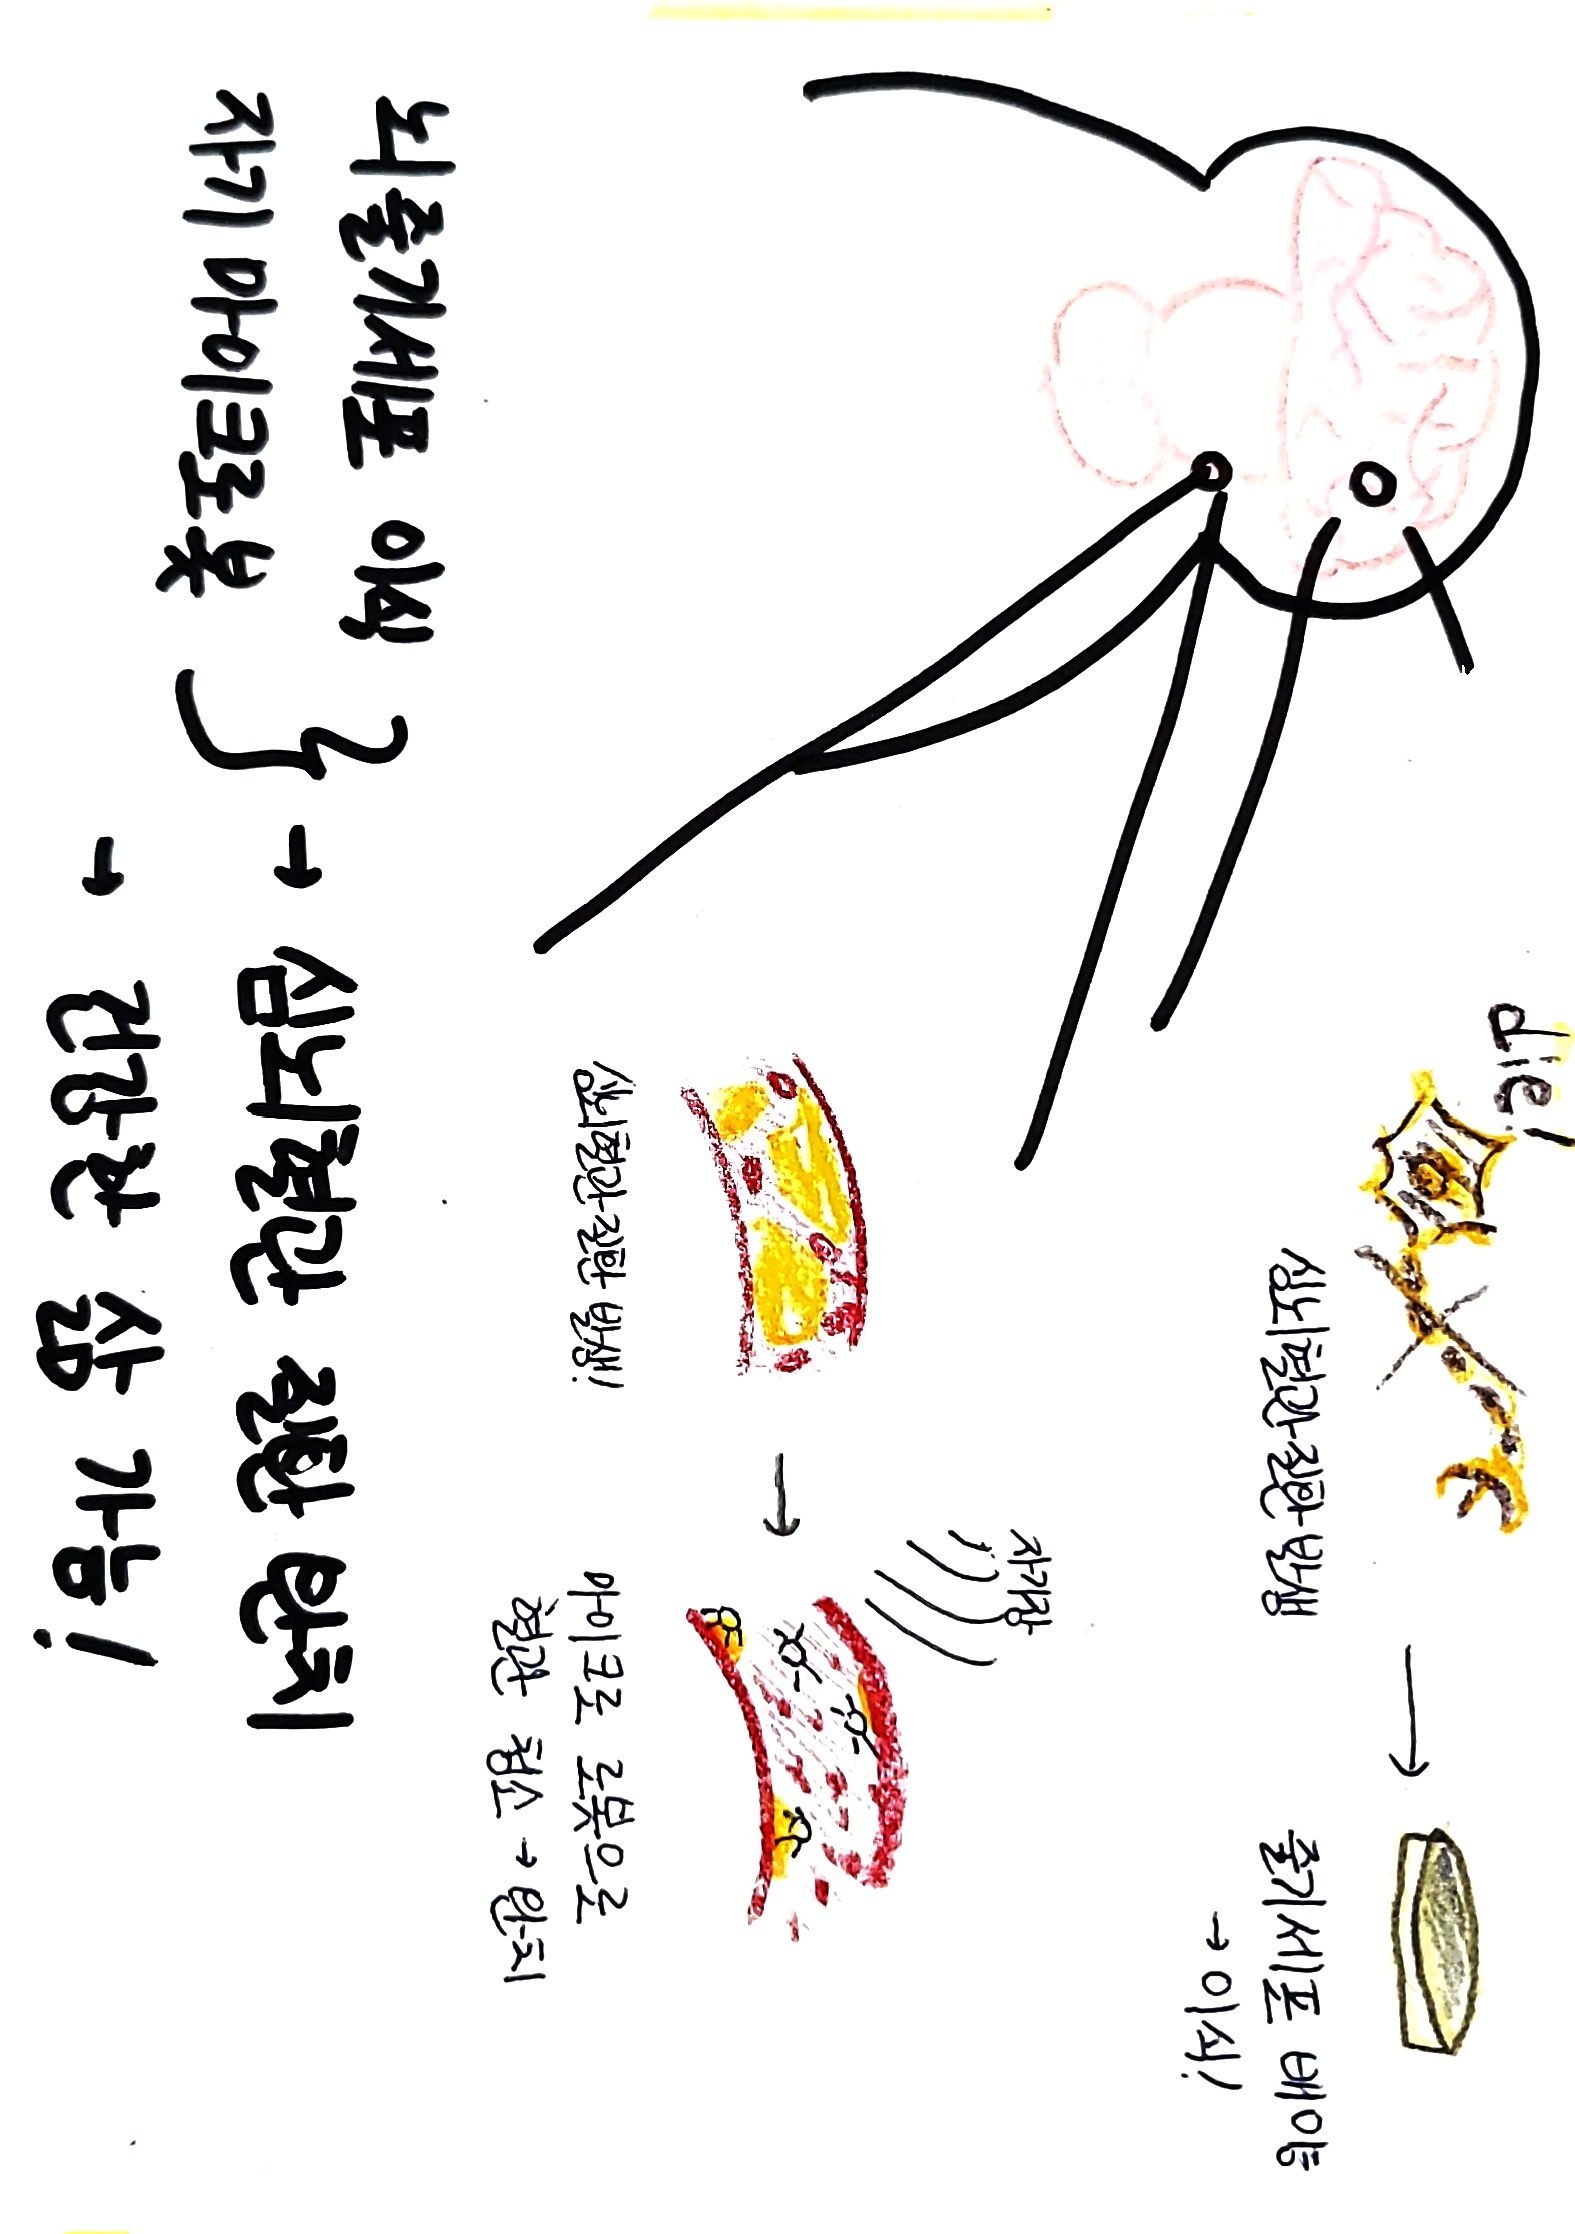 심뇌혈관질환 발생
줄기세포 배양
→ 이식!
자기장
심뇌혈관질환 발생!
→
마이크로 로봇으로
혈관 청소 → 완치
뇌줄기세포 이식
자기 마이크로봇
→ 심뇌혈관 질환 완치
→ 건강한 삶 가능!